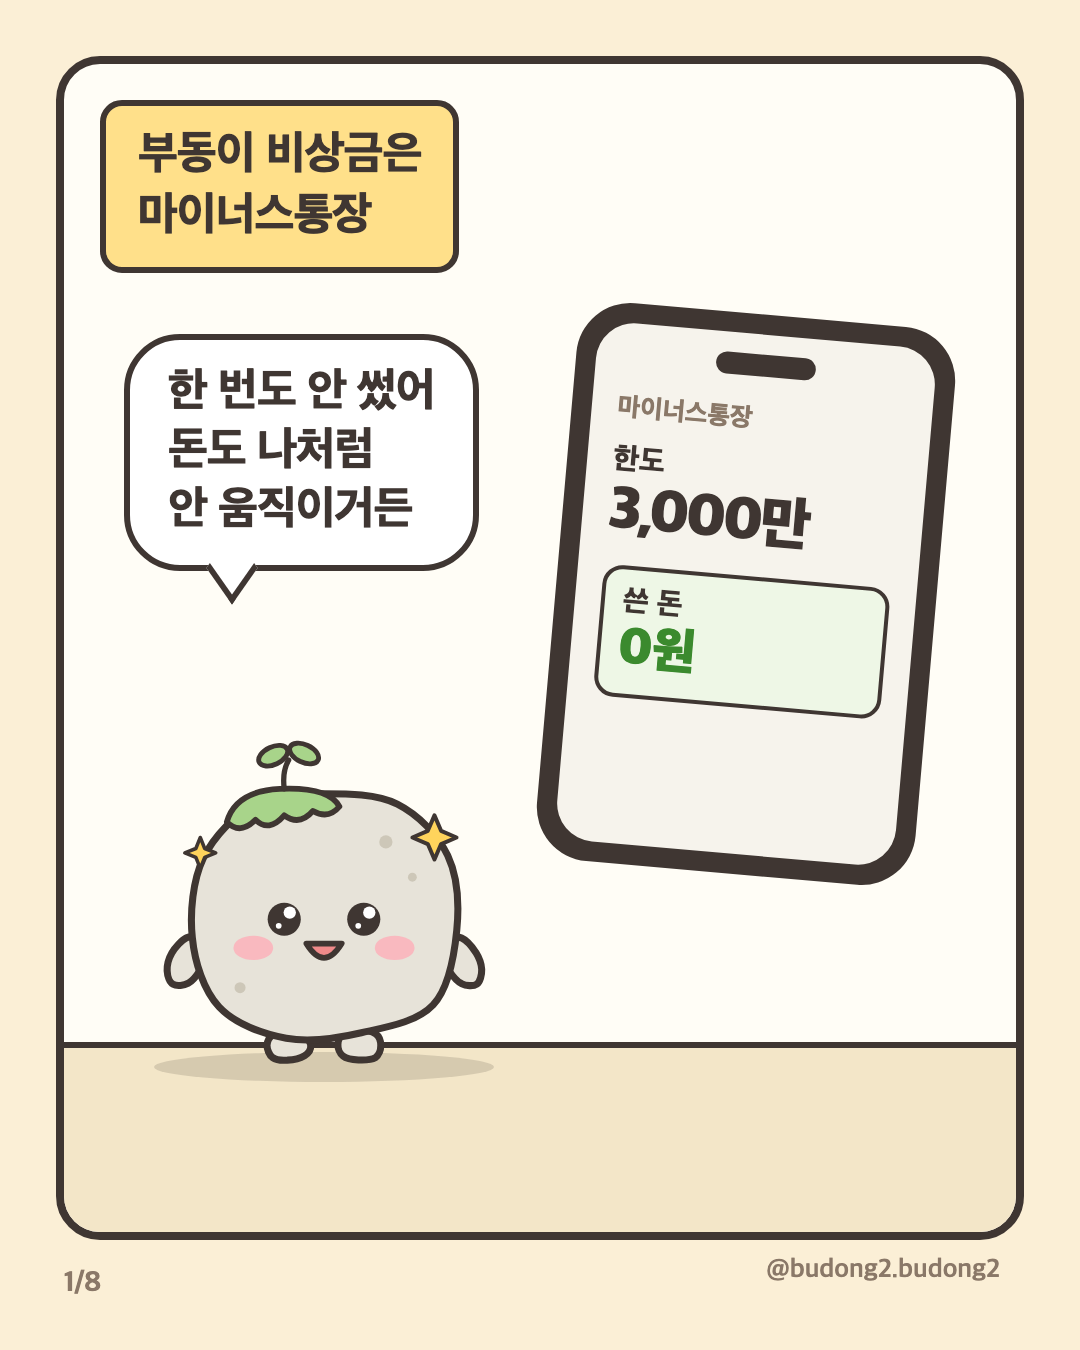 부동이 비상금은
마이너스통장
한 번도 안 썼어
돈도 나처럼
안 움직이거든
마이너스통장
한도
3,000만
쓴 돈
0원
1/8
@budong2.budong2